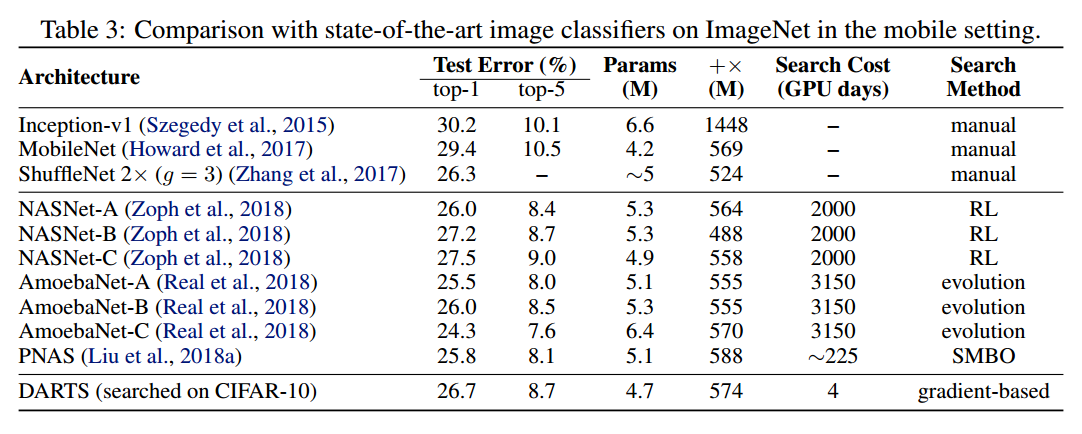 Table 3: Comparison with state-of-the-art image classifiers on ImageNet in the mobile setting.
Architecture Test Error (%) Params +× Search Cost Search
top-1 top-5 (M) (M) (GPU days) Method
Inception-v1 (Szegedy et al., 2015) 30.2 10.1 6.6 1448 – manual
MobileNet (Howard et al., 2017) 29.4 10.5 4.2 569 – manual
ShuffleNet 2× (g = 3) (Zhang et al., 2017) 26.3 – ~5 524 – manual
NASNet-A (Zoph et al., 2018) 26.0 8.4 5.3 564 2000 RL
NASNet-B (Zoph et al., 2018) 27.2 8.7 5.3 488 2000 RL
NASNet-C (Zoph et al., 2018) 27.5 9.0 4.9 558 2000 RL
AmoebaNet-A (Real et al., 2018) 25.5 8.0 5.1 555 3150 evolution
AmoebaNet-B (Real et al., 2018) 26.0 8.5 5.3 555 3150 evolution
AmoebaNet-C (Real et al., 2018) 24.3 7.6 6.4 570 3150 evolution
PNAS (Liu et al., 2018a) 25.8 8.1 5.1 588 ~225 SMBO
DARTS (searched on CIFAR-10) 26.7 8.7 4.7 574 4 gradient-based